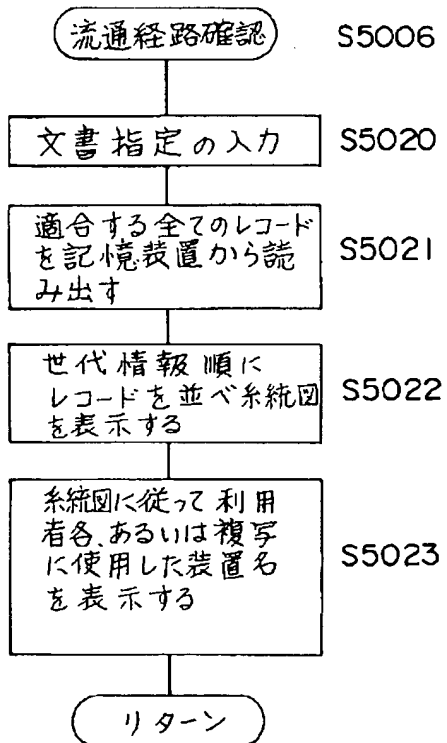 流通経路確認 S5006
文書指定の入力 S5020
適合する全てのレコード
を記憶装置から読 S5021
み出す
世代情報順に
レコードを並べ系統図 S5022
を表示する
系統図に従って利用
者各、あるいは複写
に使用した装置名 S5023
を表示する
リターン